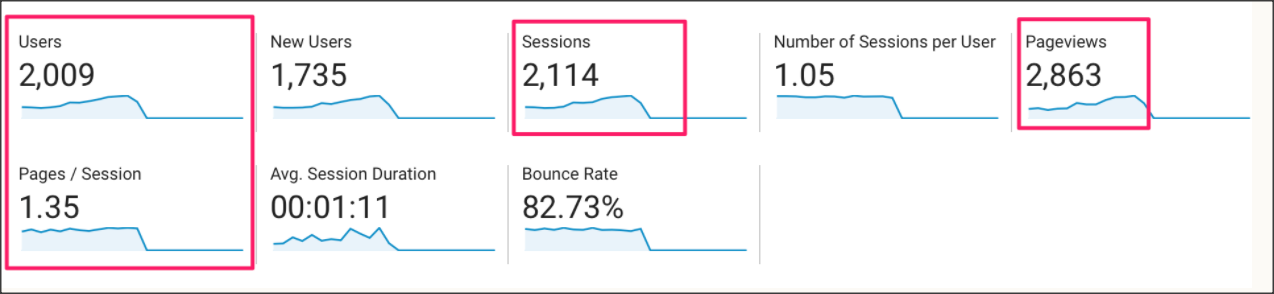 Users
2,009
New Users
1,735
Sessions
2,114
Number of Sessions per User
1.05
Pageviews
2,863
Pages / Session
1.35
Avg. Session Duration
00:01:11
Bounce Rate
82.73%